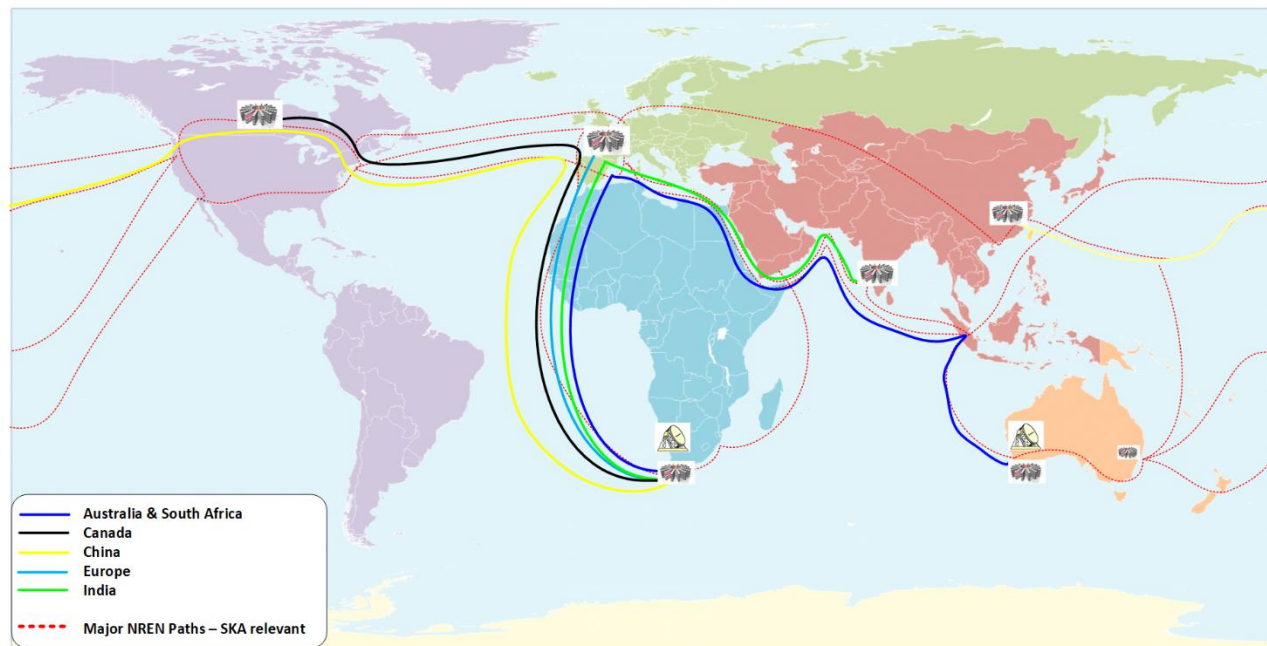 Australia & South Africa
Canada
China
Europe
India
Major NREN Paths – SKA relevant